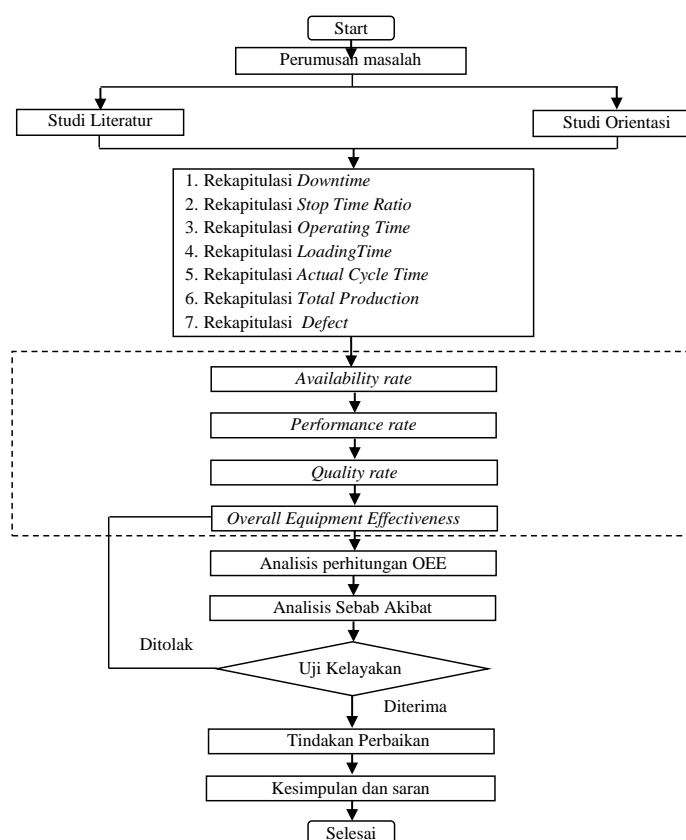 Start
Perumusan masalah
Studi Literatur
Studi Orientasi
1. Rekapitulasi Downtime
2. Rekapitulasi Stop Time Ratio
3. Rekapitulasi Operating Time
4. Rekapitulasi LoadingTime
5. Rekapitulasi Actual Cycle Time
6. Rekapitulasi Total Production
7. Rekapitulasi Defect
Availability rate
Performance rate
Quality rate
Overall Equipment Effectiveness
Analisis perhitungan OEE
Analisis Sebab Akibat
Ditolak
Uji Kelayakan
Diterima
Tindakan Perbaikan
Kesimpulan dan saran
Selesai